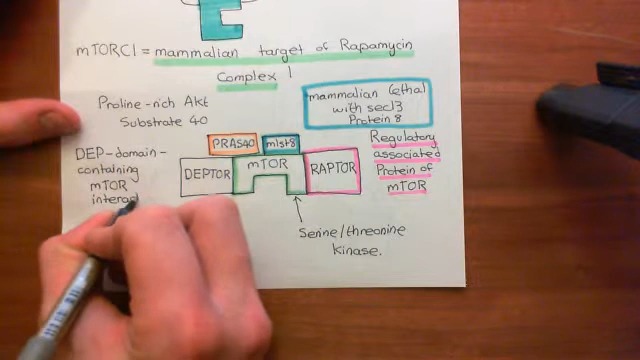 mTORC1 = mammalian target of Rapamycin
Complex 1
Proline-rich Akt
Substrate 40
mammalian lethal
with sec13
Protein 8
PRAS40
mlst8
DEPTOR
mTOR
RAPTOR
Regulatory
associated
Protein of
mTOR
DEP-domain-
containing
mTOR
interact
Serine/threonine
Kinase.